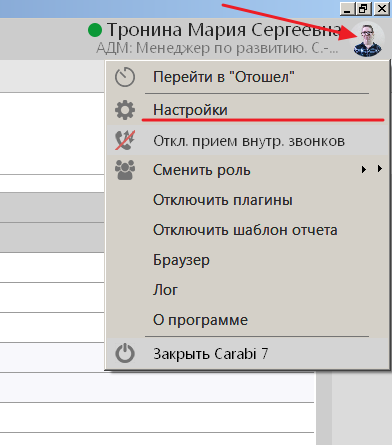 Тронина Мария Сергеевна
АДМ: Менеджер по развитию. С.-...
Перейти в "Отошел"
Настройки
Откл. прием внутр. звонков
Сменить роль
Отключить плагины
Отключить шаблон отчета
Браузер
Лог
О программе
Закрыть Carabi 7